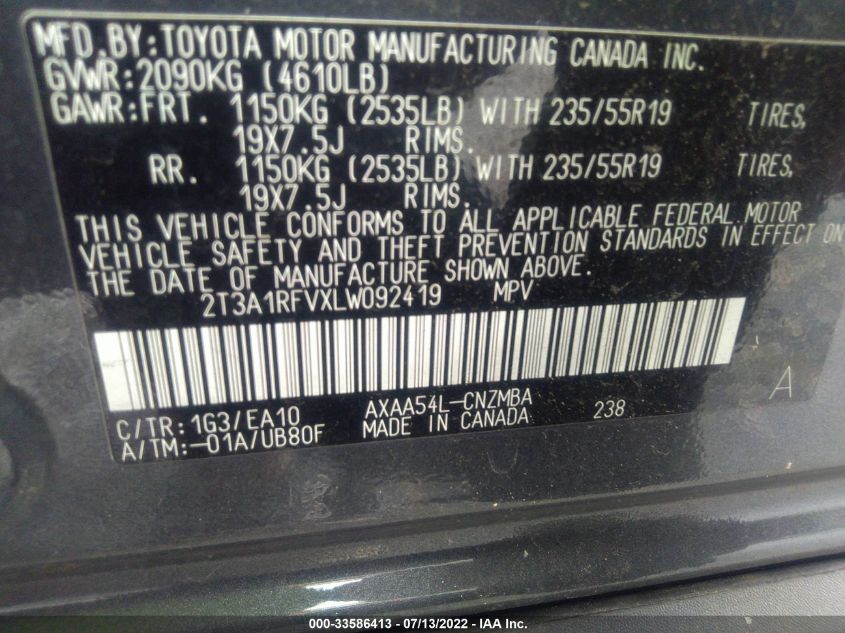 MFD.BY:TOYOTA MOTOR MANUFACTURING CANADA INC.
GVWR:2090KG (4610LB)
GAWR:FRT. 1150KG (2535LB) WITH 235/55R19 TIRES,
19X7.5J RIMS.
RR. 1150KG (2535LB) WITH 235/55R19 TIRES,
19X7.5J RIMS.
THIS VEHICLE CONFORMS TO ALL APPLICABLE FEDERAL MOTOR
VEHICLE SAFETY AND THEFT PREVENTION STANDARDS IN EFFECT ON
THE DATE OF MANUFACTURE SHOWN ABOVE.
2T3A1RFVXLW092419 MPV
A
C/TR:1G3/EA10 AXAA54L-CNZMBA 238
A/TM:-01A/UB80F MADE IN CANADA
000-33586413 - 07/13/2022 - IAA Inc.